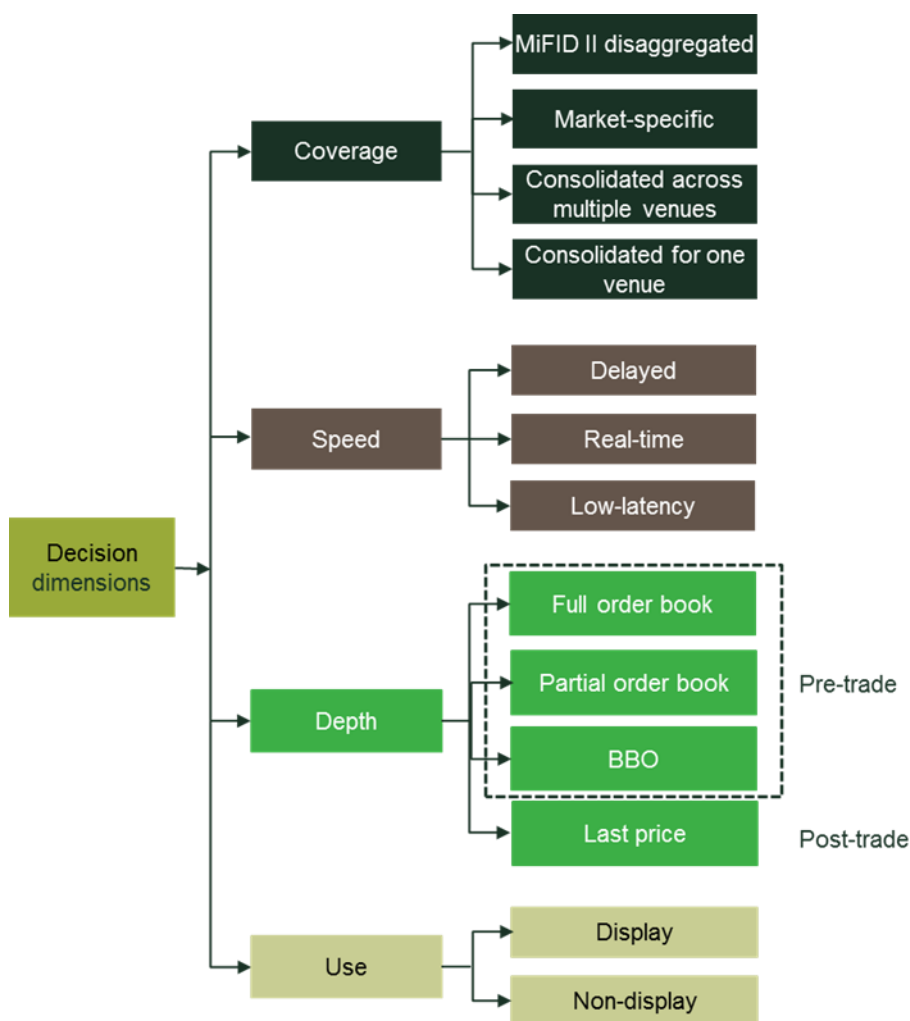 Decision
dimensions
Coverage
MiFID II disaggregated
Market-specific
Consolidated across
multiple venues
Consolidated for one
venue
Speed
Delayed
Real-time
Low-latency
Depth
Full order book
Partial order book
BBO
Pre-trade
Last price
Post-trade
Use
Display
Non-display